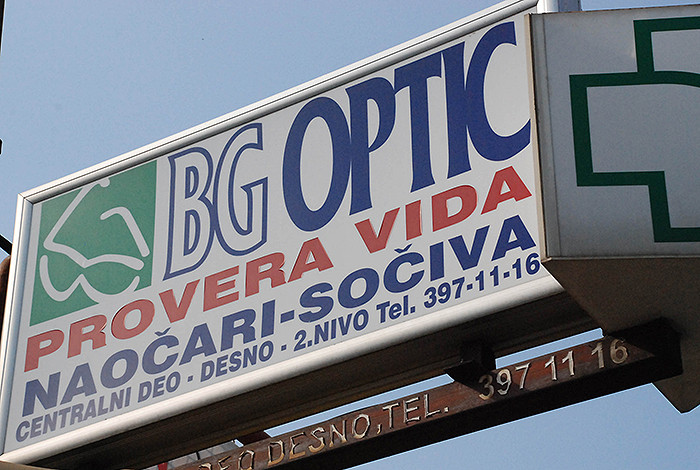 BG OPTIC
PROVERA VIDA
NAOČARI-SOČIVA
CENTRALNI DEO - DESNO - 2.NIVO Tel. 397-11-16
DEO DESNO,TEL. 397 11 16